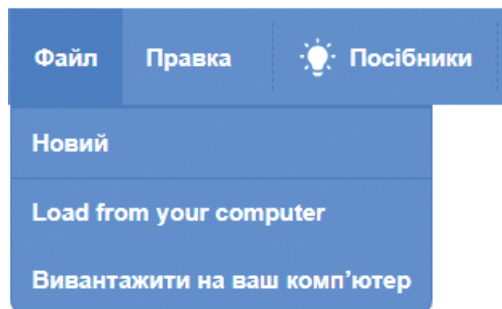 Файл Правка Посібники
Новий
Load from your computer
Вивантажити на ваш комп’ютер